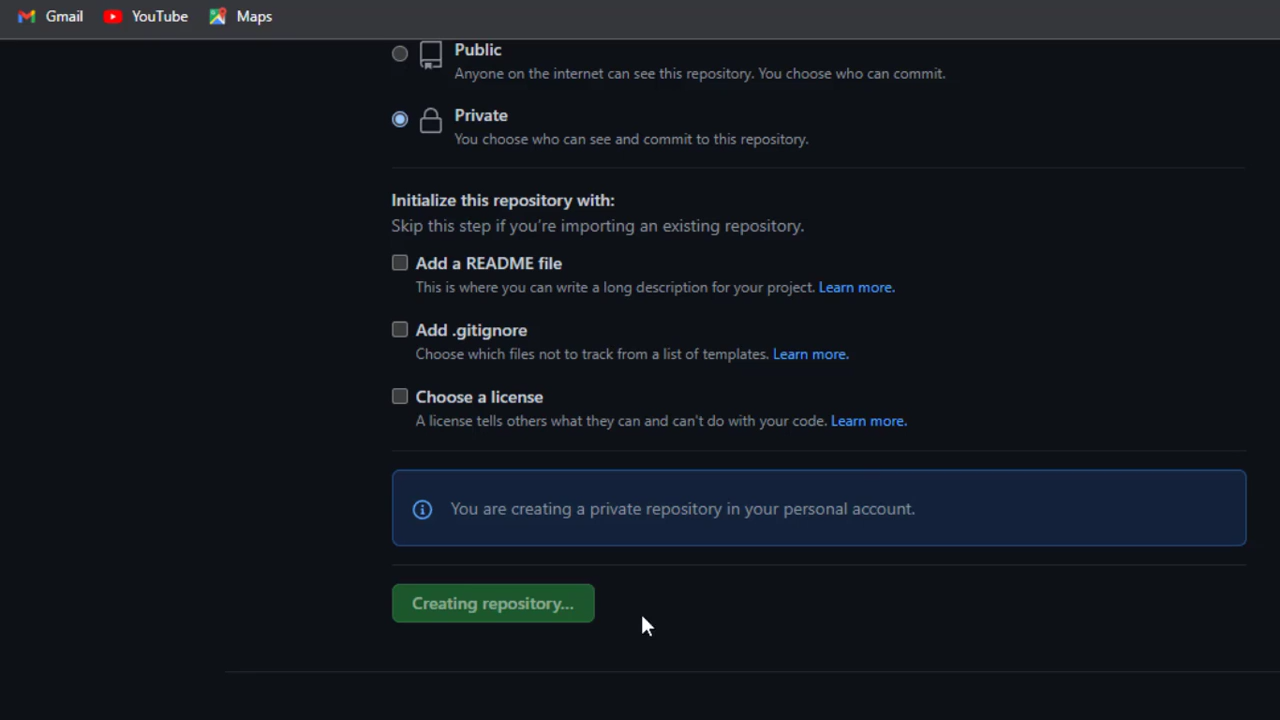 Gmail YouTube Maps
Public
Anyone on the internet can see this repository. You choose who can commit.
Private
You choose who can see and commit to this repository.
Initialize this repository with:
Skip this step if you're importing an existing repository.
Add a README file
This is where you can write a long description for your project. Learn more.
Add .gitignore
Choose which files not to track from a list of templates. Learn more.
Choose a license
A license tells others what they can and can't do with your code. Learn more.
You are creating a private repository in your personal account.
Creating repository...